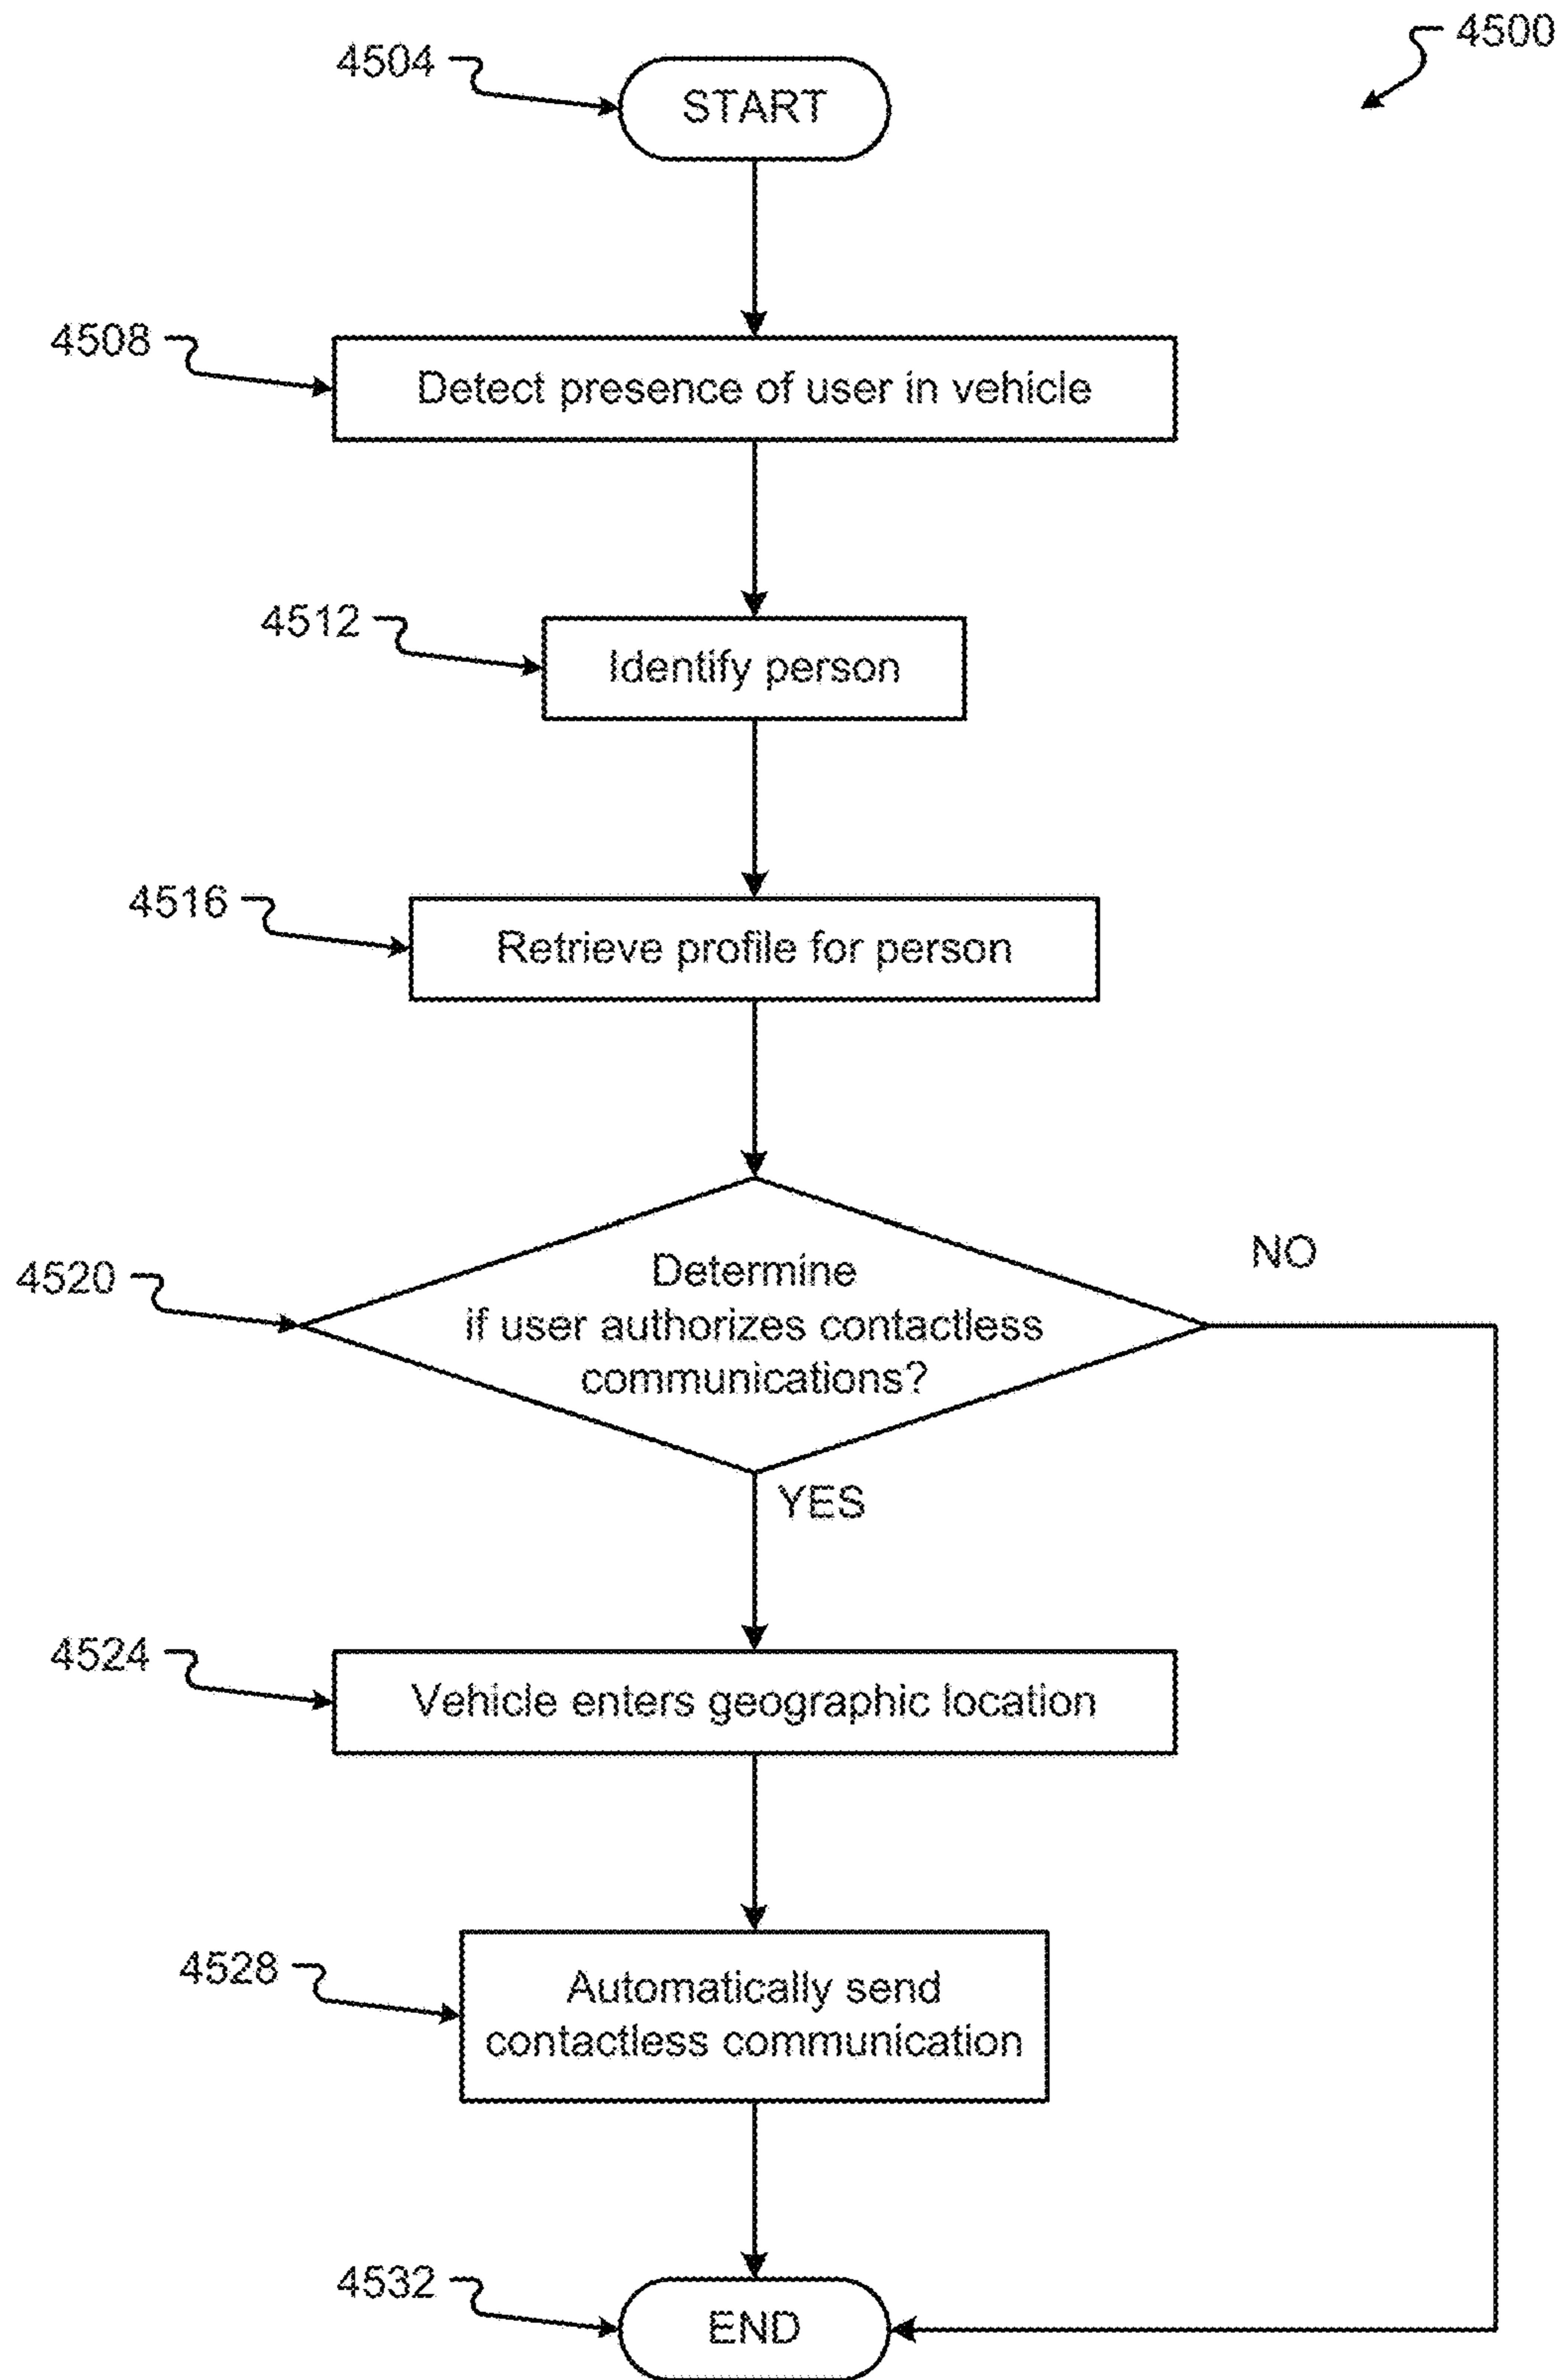 4500
4504
START
4508
Detect presence of user in vehicle
4512
Identify person
4516
Retrieve profile for person
4520
Determine
if user authorizes contactless
communications?
NO
YES
4524
Vehicle enters geographic location
4528
Automatically send
contactless communication
4532
END